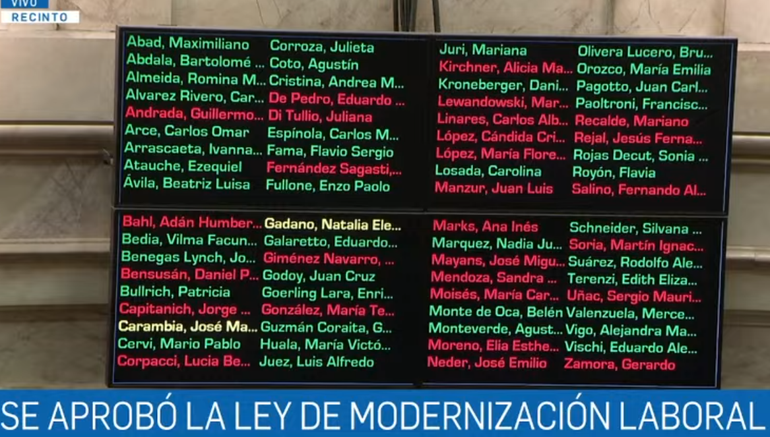 VIVO
RECINTO
Abad, Maximiliano
Abdala, Bartolomé ...
Almeida, Romina M...
Alvarez Rivero, Car...
Andrada, Guillermo...
Arce, Carlos Omar
Arrascaeta, Ivanna...
Atauche, Ezequiel
Ávila, Beatriz Luisa
Corroza, Julieta
Coto, Agustín
Cristina, Andrea M...
De Pedro, Eduardo ...
Di Tullio, Juliana
Espínola, Carlos M...
Fama, Flavio Sergio
Fernández Sagasti,...
Fullone, Enzo Paolo
Juri, Mariana
Kirchner, Alicia Ma...
Kroneberger, Dani...
Lewandowski, Mar...
Linares, Carlos Alb...
López, Cándida Cri...
López, María Flore...
Losada, Carolina
Manzur, Juan Luis
Olivera Lucero, Bru...
Orozco, María Emilia
Pagotto, Juan Carl...
Paoltroni, Francisc...
Recalde, Mariano
Rejal, Jesús Ferna...
Rojas Decut, Sonia ...
Royón, Flavia
Salino, Fernando Al...
Bahl, Adán Humber...
Bedia, Vilma Facun...
Benegas Lynch, Jo...
Bensusán, Daniel P...
Bullrich, Patricia
Capitanich, Jorge ...
Carambia, José Ma...
Cervi, Mario Pablo
Corpacci, Lucia Be...
Gadano, Natalia Ele...
Galaretto, Eduardo...
Giménez Navarro, ...
Godoy, Juan Cruz
Goerling Lara, Enri...
González, María Te...
Guzmán Coraita, G...
Huala, María Victó...
Juez, Luis Alfredo
Marks, Ana Inés
Marquez, Nadia Ju...
Mayans, José Migu...
Mendoza, Sandra ...
Moisés, María Car...
Monte de Oca, Belén
Monteverde, Agust...
Moreno, Elia Esthe...
Neder, José Emilio
Schneider, Silvana ...
Soria, Martín Ignac...
Suárez, Rodolfo Ale...
Terenzi, Edith Eliza...
Uñac, Sergio Mauri...
Valenzuela, Merce...
Vigo, Alejandra Ma...
Vischi, Eduardo Ale...
Zamora, Gerardo
SE APROBÓ LA LEY DE MODERNIZACIÓN LABORAL